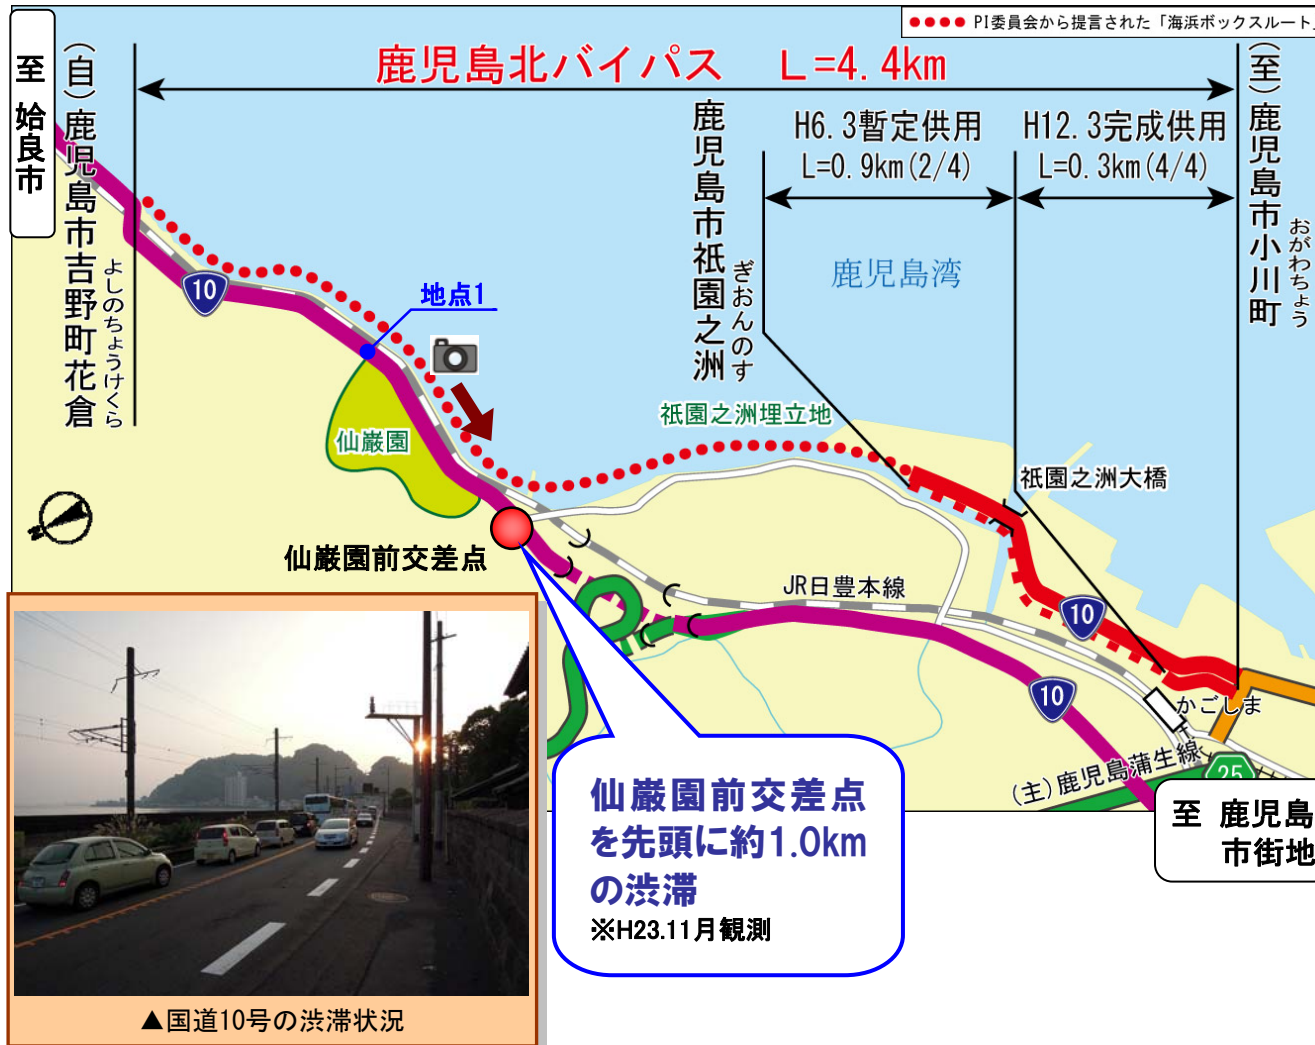 ●●●● PI委員会から提言された「海浜ボックスルート」
鹿児島北バイパス L=4.4km
至 姶良市
(自)鹿児島市吉野町花倉
よしのちょうけくら
鹿児島市祇園之洲
ぎおんのす
H6.3暫定供用
L=0.9km(2/4)
H12.3完成供用
L=0.3km(4/4)
(至)鹿児島市小川町
おがわちょう
鹿児島湾
10
地点1
仙巌園
祇園之洲埋立地
祇園之洲大橋
仙巌園前交差点
JR日豊本線
10
10
かごしま
(主)鹿児島蒲生線
25
至 鹿児島
市街地
仙巌園前交差点
を先頭に約1.0km
の渋滞
※H23.11月観測
▲国道10号の渋滞状況